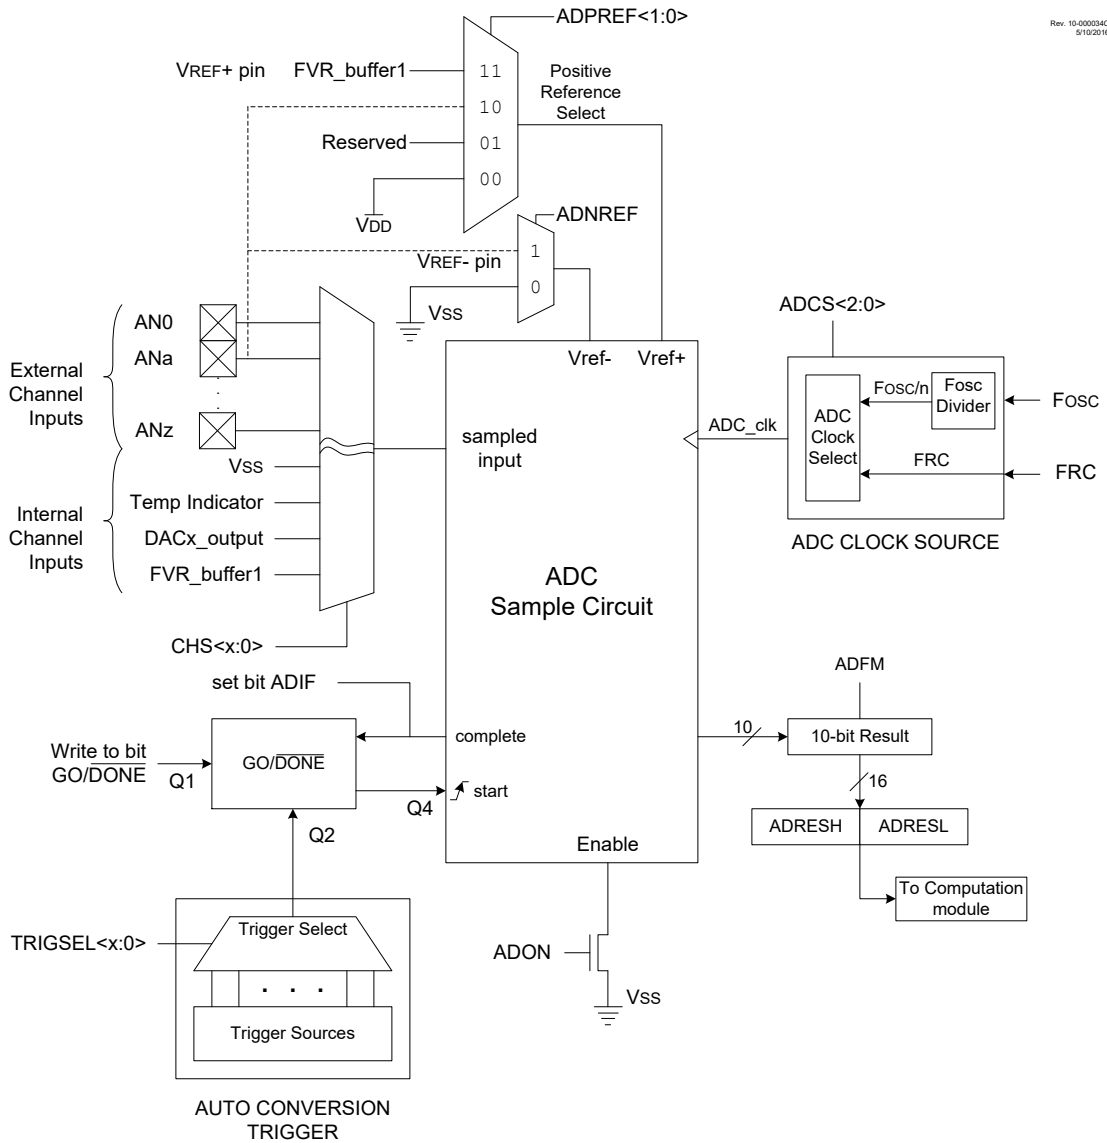 ADPREF<1:0>
Rev. 10-000034C
5/10/2016
VREF+ pin
FVR_buffer1
11
Positive
Reference
Select
10
Reserved
01
00
VDD
ADNREF
VREF- pin
1
0
VSS
ADCS<2:0>
External
Channel
Inputs
AN0
ANa
ANz
Vref-
Vref+
sampled
input
ADC_clk
ADC
Clock
Select
FOSC/n
Fosc
Divider
FOSC
FRC
FRC
ADC CLOCK SOURCE
Internal
Channel
Inputs
VSS
Temp Indicator
DACx_output
FVR_buffer1
CHS<x:0>
ADC
Sample Circuit
set bit ADIF
complete
Write to bit
GO/DONE
Q1
GO/DONE
Q4
start
Q2
ADFM
10
10-bit Result
16
ADRESH
ADRESL
To Computation
module
Enable
ADON
VSS
TRIGSEL<x:0>
Trigger Select
. . .
Trigger Sources
AUTO CONVERSION
TRIGGER